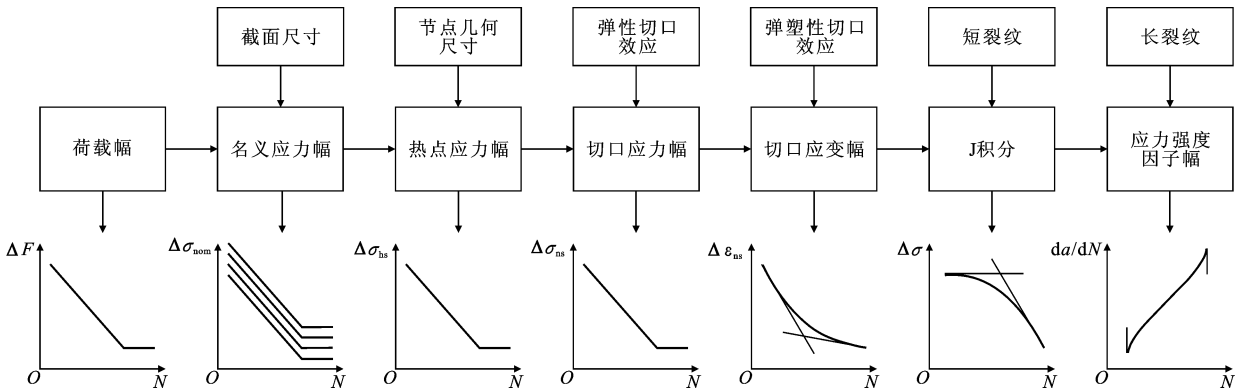 截面尺寸
节点几何
尺寸
弹性切口
效应
弹塑性切口
效应
短裂纹
长裂纹
荷载幅
名义应力幅
热点应力幅
切口应力幅
切口应变幅
J积分
应力强度
因子幅
ΔF
O
N
Δσnom
O
N
Δσhs
O
N
Δσns
O
N
Δεns
O
N
Δσ
O
N
da/dN
O
N